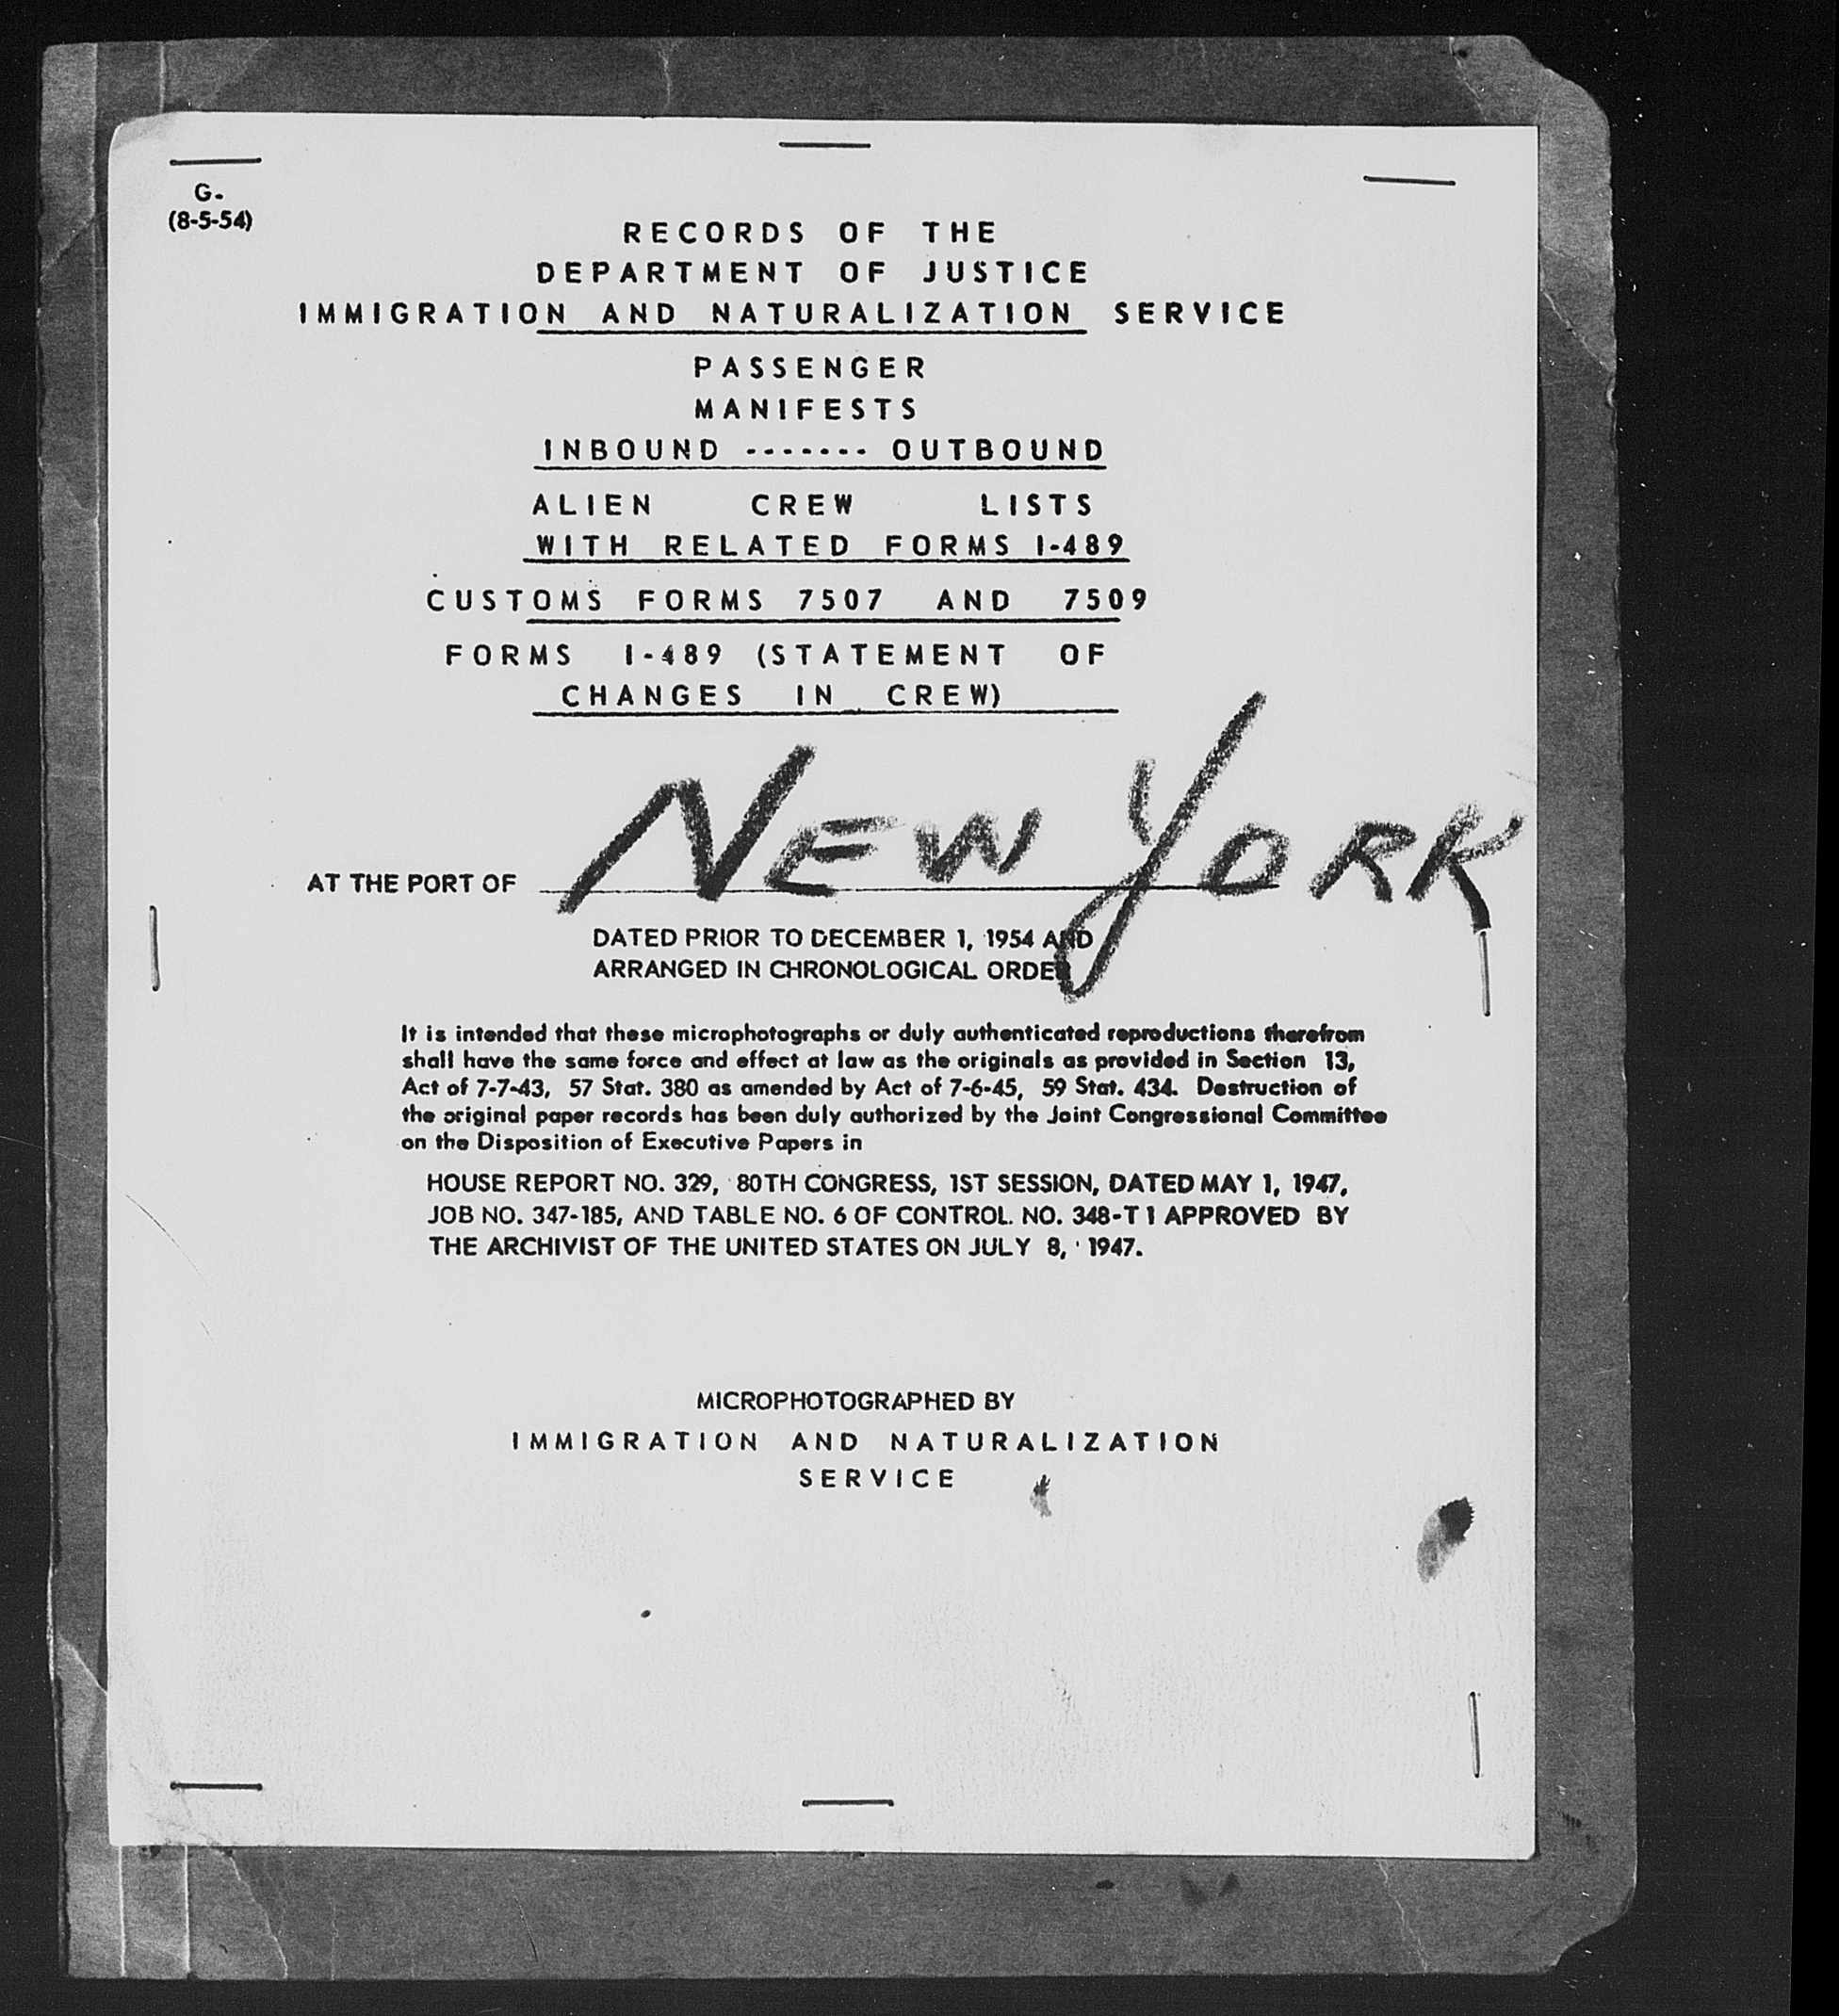 G-
(8-5-54)
RECORDS OF THE
DEPARTMENT OF JUSTICE
IMMIGRATION AND NATURALIZATION SERVICE
PASSENGER
MANIFESTS
INBOUND ------- OUTBOUND
ALIEN CREW LISTS
WITH RELATED FORMS I-489
CUSTOMS FORMS 7507 AND 7509
FORMS I-489 (STATEMENT OF
CHANGES IN CREW)
AT THE PORT OF NEW YORK
DATED PRIOR TO DECEMBER 1, 1954 AND
ARRANGED IN CHRONOLOGICAL ORDER
It is intended that these microphotographs or duly authenticated reproductions therefrom
shall have the same force and effect at law as the originals as provided in Section 13,
Act of 7-7-43, 57 Stat. 380 as amended by Act of 7-6-45, 59 Stat. 434. Destruction of
the original paper records has been duly authorized by the Joint Congressional Committee
on the Disposition of Executive Papers in
HOUSE REPORT NO. 329, 80TH CONGRESS, 1ST SESSION, DATED MAY 1, 1947,
JOB NO. 347-185, AND TABLE NO. 6 OF CONTROL NO. 348-T1 APPROVED BY
THE ARCHIVIST OF THE UNITED STATES ON JULY 8, 1947.
MICROPHOTOGRAPHED BY
IMMIGRATION AND NATURALIZATION
SERVICE